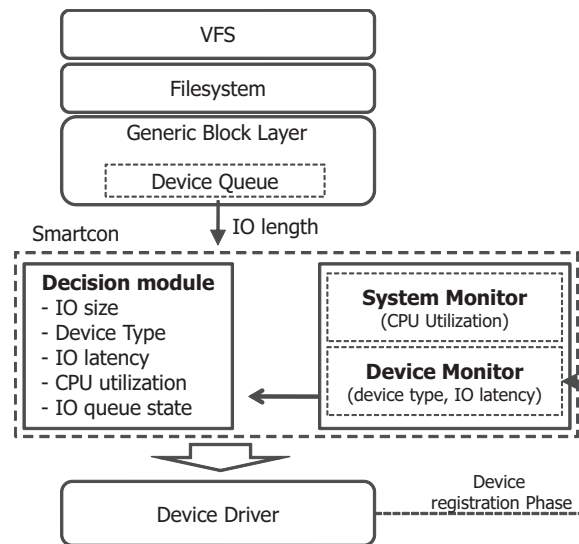 VFS
Filesystem
Generic Block Layer
Device Queue
IO length
Smartcon
Decision module
- IO size
- Device Type
- IO latency
- CPU utilization
- IO queue state
System Monitor
(CPU Utilization)
Device Monitor
(device type, IO latency)
Device Driver
Device
registration Phase